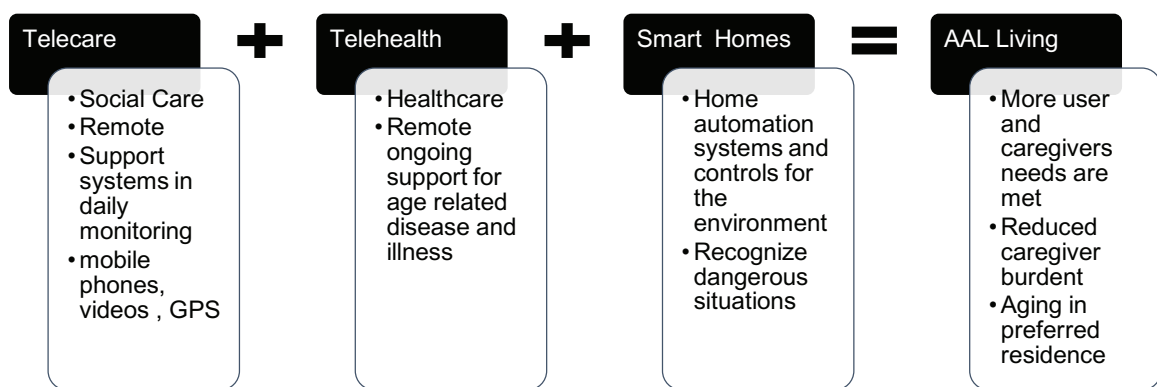 Telecare
• Social Care
• Remote
• Support
systems in
daily
monitoring
• mobile
phones,
videos , GPS
Telehealth
• Healthcare
• Remote
ongoing
support for
age related
disease and
illness
Smart Homes
• Home
automation
systems and
controls for
the
environment
• Recognize
dangerous
situations
AAL Living
• More user
and
caregivers
needs are
met
• Reduced
caregiver
burdent
• Aging in
preferred
residence